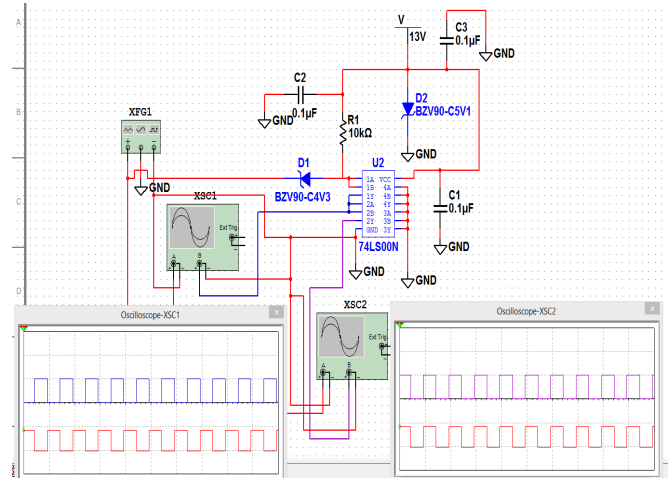 A
B
C
D
V
13V
C3
0.1µF
GND
C2
0.1µF
GND
R1
10kΩ
D2
BZV90-C5V1
GND
XFG1
GND
D1
BZV90-C4V3
U2
1A VCC
1B 4A
1Y 4B
2A 4Y
2B 3A
2Y 3B
GND 3Y
74LS00N
C1
0.1µF
GND
GND
GND
XSC1
Ext Trig
A B
XSC2
Ext Trig
A B
Oscilloscope-XSC1
x
Oscilloscope-XSC2
x